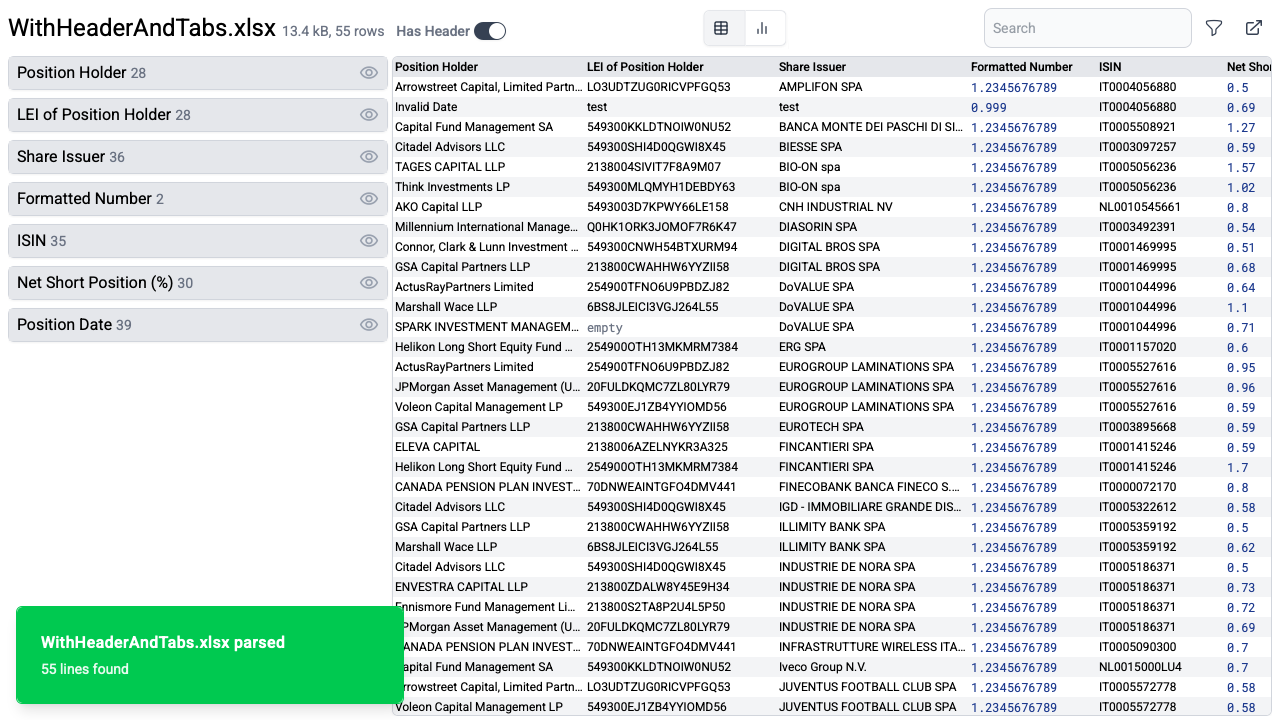 WithHeaderAndTabs.xlsx 13.4 kB, 55 rows Has Header
Search
Position Holder 28
LEI of Position Holder 28
Share Issuer 36
Formatted Number 2
ISIN 35
Net Short Position (%) 30
Position Date 39
Position Holder LEI of Position Holder Share Issuer Formatted Number ISIN Net Shor
Arrowstreet Capital, Limited Partn… LO3UDTZUG0RICVPFGQ53 AMPLIFON SPA 1.2345676789 IT0004056880 0.5
Invalid Date test test 0.999 IT0004056880 0.69
Capital Fund Management SA 549300KKLDTNOIW0NU52 BANCA MONTE DEI PASCHI DI SI… 1.2345676789 IT0005508921 1.27
Citadel Advisors LLC 549300SHI4D0QGWI8X45 BIESSE SPA 1.2345676789 IT0003097257 0.59
TAGES CAPITAL LLP 2138004SIVIT7F8A9M07 BIO-ON spa 1.2345676789 IT0005056236 1.57
Think Investments LP 549300MLQMYH1DEBDY63 BIO-ON spa 1.2345676789 IT0005056236 1.02
AKO Capital LLP 5493003D7KPWY66LE158 CNH INDUSTRIAL NV 1.2345676789 NL0010545661 0.8
Millennium International Manage… Q0HK1ORK3JOMOF7R6K47 DIASORIN SPA 1.2345676789 IT0003492391 0.54
Connor, Clark & Lunn Investment … 549300CNWH54BTXURM94 DIGITAL BROS SPA 1.2345676789 IT0001469995 0.51
GSA Capital Partners LLP 213800CWAHHW6YYZII58 DIGITAL BROS SPA 1.2345676789 IT0001469995 0.68
ActusRayPartners Limited 254900TFNO6U9PBDZJ82 DoVALUE SPA 1.2345676789 IT0001044996 0.64
Marshall Wace LLP 6BS8JLEICI3VGJ264L55 DoVALUE SPA 1.2345676789 IT0001044996 1.1
SPARK INVESTMENT MANAGEM… empty DoVALUE SPA 1.2345676789 IT0001044996 0.71
Helikon Long Short Equity Fund … 254900OTH13MKMRM7384 ERG SPA 1.2345676789 IT0001157020 0.6
ActusRayPartners Limited 254900TFNO6U9PBDZJ82 EUROGROUP LAMINATIONS SPA 1.2345676789 IT0005527616 0.95
JPMorgan Asset Management (U… 20FULDKQMC7ZL80LYR79 EUROGROUP LAMINATIONS SPA 1.2345676789 IT0005527616 0.96
Voleon Capital Management LP 549300EJ1ZB4YYIOMD56 EUROGROUP LAMINATIONS SPA 1.2345676789 IT0005527616 0.59
GSA Capital Partners LLP 213800CWAHHW6YYZII58 EUROTECH SPA 1.2345676789 IT0003895668 0.59
ELEVA CAPITAL 2138006AZELNYKR3A325 FINCANTIERI SPA 1.2345676789 IT0001415246 0.59
Helikon Long Short Equity Fund … 254900OTH13MKMRM7384 FINCANTIERI SPA 1.2345676789 IT0001415246 1.7
CANADA PENSION PLAN INVEST… 70DNWEAINTGFO4DMV441 FINECOBANK BANCA FINECO S.… 1.2345676789 IT0000072170 0.8
Citadel Advisors LLC 549300SHI4D0QGWI8X45 IGD - IMMOBILIARE GRANDE DIS… 1.2345676789 IT0005322612 0.58
GSA Capital Partners LLP 213800CWAHHW6YYZII58 ILLIMITY BANK SPA 1.2345676789 IT0005359192 0.5
Marshall Wace LLP 6BS8JLEICI3VGJ264L55 ILLIMITY BANK SPA 1.2345676789 IT0005359192 0.62
Citadel Advisors LLC 549300SHI4D0QGWI8X45 INDUSTRIE DE NORA SPA 1.2345676789 IT0005186371 0.5
ENVESTRA CAPITAL LLP 213800ZDALW8Y45E9H34 INDUSTRIE DE NORA SPA 1.2345676789 IT0005186371 0.73
Ennismore Fund Management Li… 213800S2TA8P2U4L5P50 INDUSTRIE DE NORA SPA 1.2345676789 IT0005186371 0.72
PMorgan Asset Management (U… 20FULDKQMC7ZL80LYR79 INDUSTRIE DE NORA SPA 1.2345676789 IT0005186371 0.69
ANADA PENSION PLAN INVEST… 70DNWEAINTGFO4DMV441 INFRASTRUTTURE WIRELESS ITA… 1.2345676789 IT0005090300 0.7
apital Fund Management SA 549300KKLDTNOIW0NU52 Iveco Group N.V. 1.2345676789 NL0015000LU4 0.7
rrowstreet Capital, Limited Partn… LO3UDTZUG0RICVPFGQ53 JUVENTUS FOOTBALL CLUB SPA 1.2345676789 IT0005572778 0.58
Voleon Capital Management LP 549300EJ1ZB4YYIOMD56 JUVENTUS FOOTBALL CLUB SPA 1.2345676789 IT0005572778 0.58
WithHeaderAndTabs.xlsx parsed
55 lines found